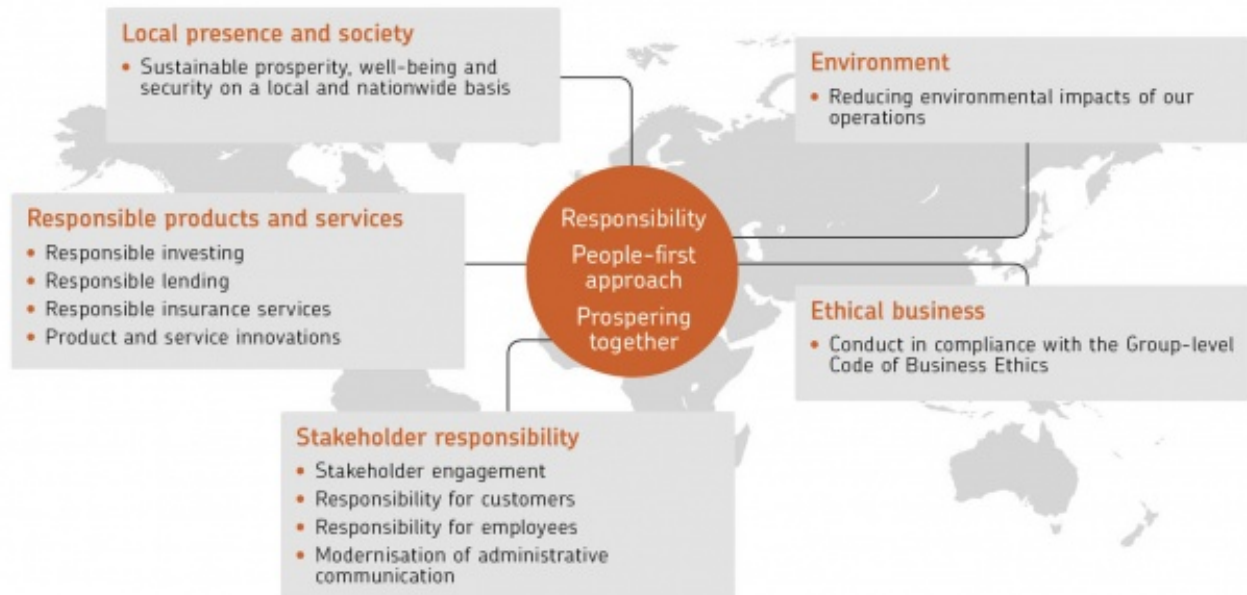 Local presence and society
• Sustainable prosperity, well-being and
security on a local and nationwide basis
Environment
• Reducing environmental impacts of our
operations
Responsible products and services
• Responsible investing
• Responsible lending
• Responsible insurance services
• Product and service innovations
Responsibility
People-first
approach
Prospering
together
Ethical business
• Conduct in compliance with the Group-level
Code of Business Ethics
Stakeholder responsibility
• Stakeholder engagement
• Responsibility for customers
• Responsibility for employees
• Modernisation of administrative
communication